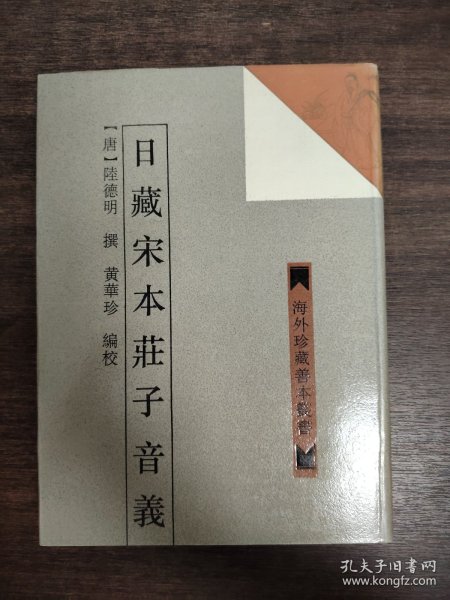 海外珍藏善本叢書
日藏宋本莊子音義
【唐】陸德明 撰 黄華珍 編校
孔夫子旧书网
www.kongfz.com